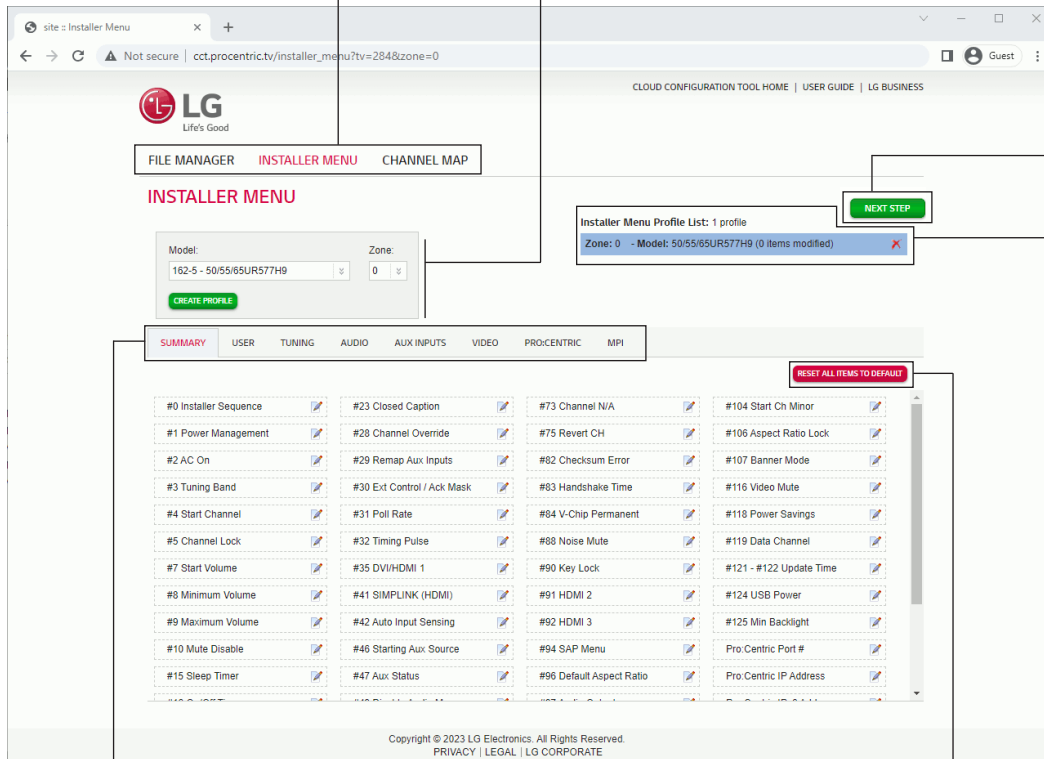 site :: Installer Menu
Not secure | cct.procentric.tv/installer_menu?tv=284&zone=0
Guest
CLOUD CONFIGURATION TOOL HOME | USER GUIDE | LG BUSINESS
LG
Life's Good
FILE MANAGER INSTALLER MENU CHANNEL MAP
INSTALLER MENU
NEXT STEP
Installer Menu Profile List: 1 profile
Zone: 0 - Model: 50/55/65UR577H9 (0 items modified)
Model: Zone:
162-5 - 50/55/65UR577H9 0
CREATE PROFILE
SUMMARY USER TUNING AUDIO AUX INPUTS VIDEO PRO:CENTRIC MPI
RESET ALL ITEMS TO DEFAULT
#0 Installer Sequence #23 Closed Caption #73 Channel N/A #104 Start Ch Minor
#1 Power Management #28 Channel Override #75 Revert CH #106 Aspect Ratio Lock
#2 AC On #29 Remap Aux Inputs #82 Checksum Error #107 Banner Mode
#3 Tuning Band #30 Ext Control / Ack Mask #83 Handshake Time #116 Video Mute
#4 Start Channel #31 Poll Rate #84 V-Chip Permanent #118 Power Savings
#5 Channel Lock #32 Timing Pulse #88 Noise Mute #119 Data Channel
#7 Start Volume #35 DVI/HDMI 1 #90 Key Lock #121 - #122 Update Time
#8 Minimum Volume #41 SIMPLINK (HDMI) #91 HDMI 2 #124 USB Power
#9 Maximum Volume #42 Auto Input Sensing #92 HDMI 3 #125 Min Backlight
#10 Mute Disable #46 Starting Aux Source #94 SAP Menu Pro:Centric Port #
#15 Sleep Timer #47 Aux Status #96 Default Aspect Ratio Pro:Centric IP Address
Copyright © 2023 LG Electronics. All Rights Reserved.
PRIVACY | LEGAL | LG CORPORATE